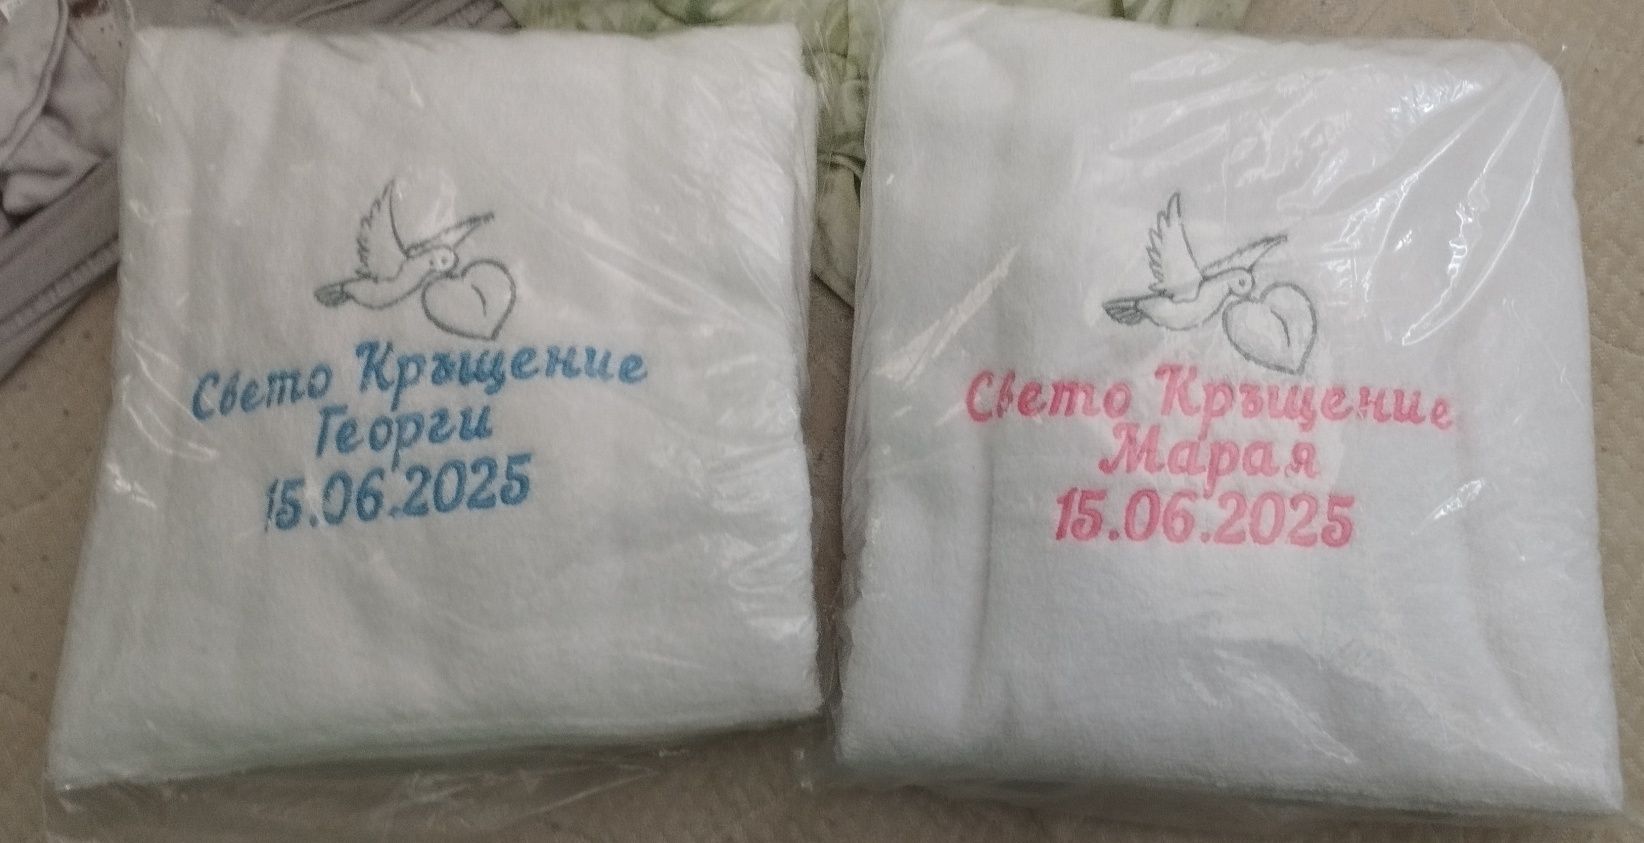 Свето Кръщение
Георги
15.06.2025
Свето Кръщение
Марая
15.06.2025